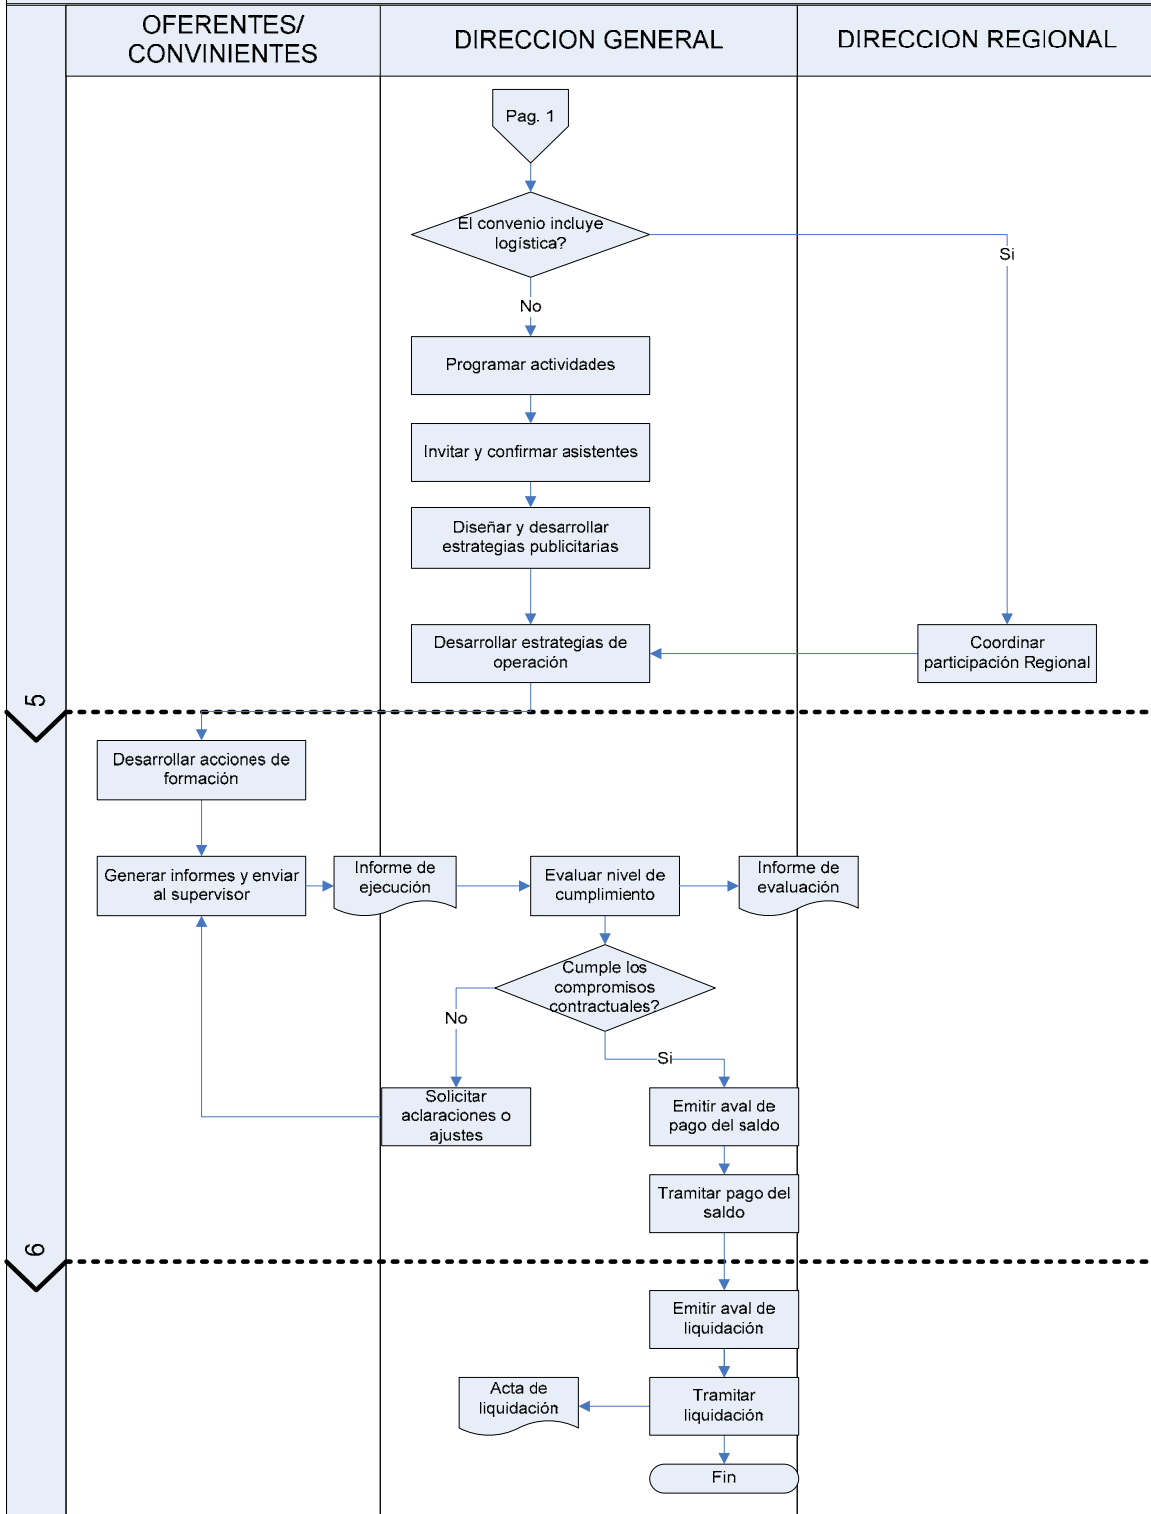 OFERENTES/
CONVINIENTES
DIRECCION GENERAL
DIRECCION REGIONAL
Pag. 1
El convenio incluye
logística?
Si
No
Programar actividades
Invitar y confirmar asistentes
Diseñar y desarrollar
estrategias publicitarias
Desarrollar estrategias de
operación
Coordinar
participación Regional
5
Desarrollar acciones de
formación
Generar informes y enviar
al supervisor
Informe de
ejecución
Evaluar nivel de
cumplimiento
Informe de
evaluación
Cumple los
compromisos
contractuales?
No
Si
Solicitar
aclaraciones o
ajustes
Emitir aval de
pago del saldo
Tramitar pago del
saldo
6
Emitir aval de
liquidación
Acta de
liquidación
Tramitar
liquidación
Fin